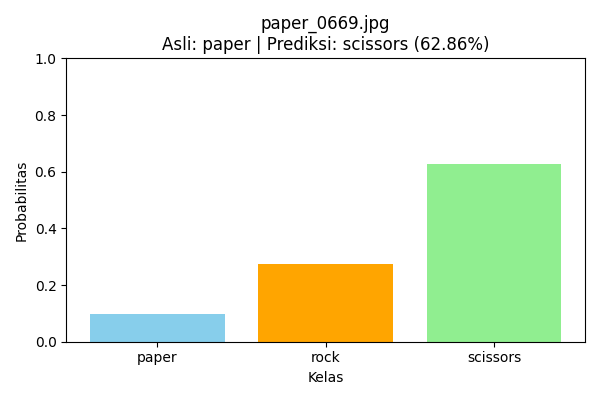 paper_0669.jpg
Asli: paper | Prediksi: scissors (62.86%)
1.0
0.8
0.6
0.4
0.2
0.0
Probabilitas
paper rock scissors
Kelas